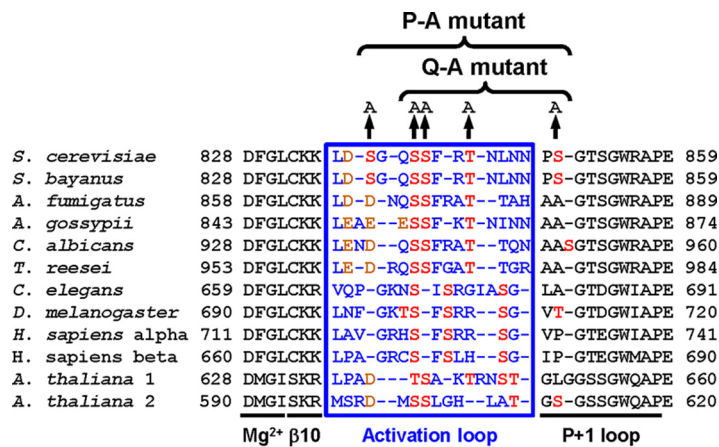 P-A mutant
Q-A mutant
A AA A A
S. cerevisiae 828 DFGLCKK LD-SG-QSSF-RT-NLNN PS-GTSGWRAPE 859
S. bayanus 828 DFGLCKK LD-SG-QSSF-RT-NLNN PS-GTSGWRAPE 859
A. fumigatus 858 DFGLCKK LD-D-NQSSFRAT--TAH AA-GTSGWRAPE 889
A. gossypii 843 DFGLCKK LEAE-ESSF-KT-NINN AA-GTSGWRAPE 874
C. albicans 928 DFGLCKK LEND--QSSFRAT--TQN AASGTSGWRAPE 960
T. reesei 953 DFGLCKK LE-D-RQSSFGAT--TGR AA-GTSGWRAPE 984
C. elegans 659 DFGLCKR VQP-GKNS-ISRGIASG- LA-GTDGWIAPE 691
D. melanogaster 690 DFGLCKK LNF-GKTS-FSRR--SG- VT-GTEGWIAPE 720
H. sapiens alpha 711 DFGLCKK LAV-GRHSFSRR--SG- VP-GTEGWIAPE 741
H. sapiens beta 660 DFGLCKK LPA-GRCSFSLH--SG- IP-GTEGWMAPE 690
A. thaliana 1 628 DMGISKR LPAD--TSA-KTRNST- GLGGSSGWQAPE 660
A. thaliana 2 590 DMGISKR MSRD--MSSLGH--LAT- GS-GSSGWQAPE 620
Mg²⁺ β10 Activation loop P+1 loop